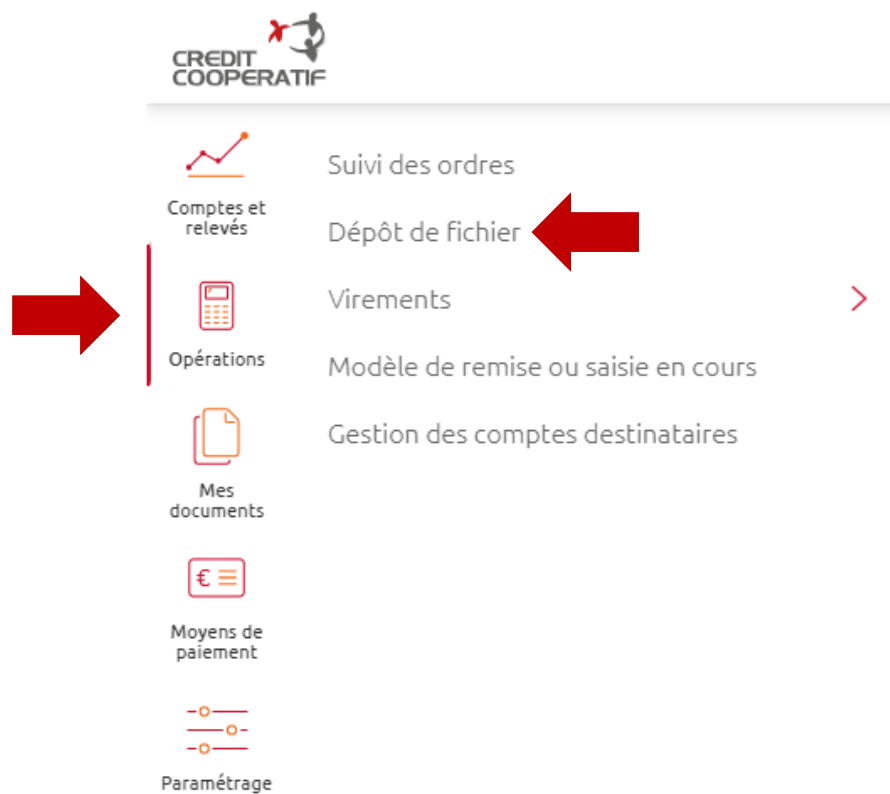 CREDIT
COOPERATIF
Comptes et
relevés
Opérations
Mes
documents
€
Moyens de
paiement
Paramétrage
Suivi des ordres
Dépôt de fichier
Virements
Modèle de remise ou saisie en cours
Gestion des comptes destinataires